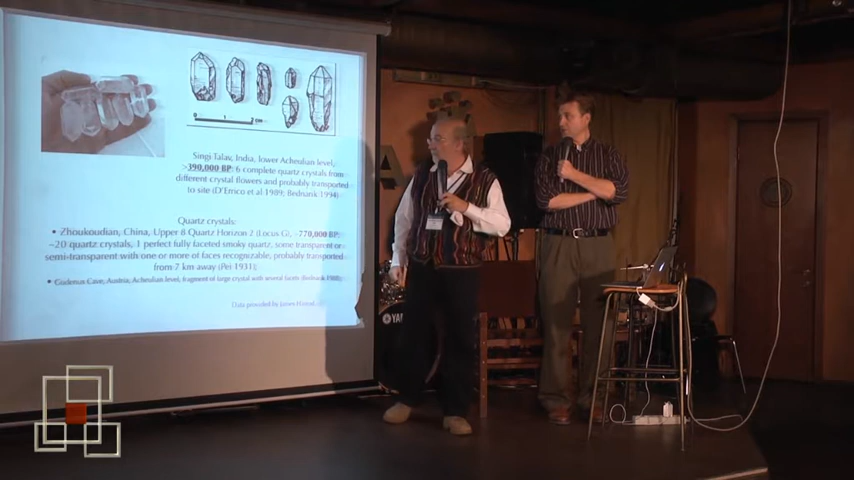 0 1 cm
Singi Talav, India, lower Acheulian level,
>390,000 BP: 6 complete quartz crystals from
different crystal flowers and probably transported
to site (D'Errico et al 1989; Bednarik 1994)
Quartz crystals:
• Zhoukoudian, China, Upper 8 Quartz Horizon 2 (Locus G), ~770,000 BP:
~20 quartz crystals, 1 perfect fully faceted smoky quartz, some transparent or
semi-transparent with one or more of faces recognizable, probably transported
from 7 km away (Pei 1931)
• Gudenus Cave, Austria, Acheulian level, fragment of large crystal with several facets (Bednarik 1988)
Data provided by James Harrod